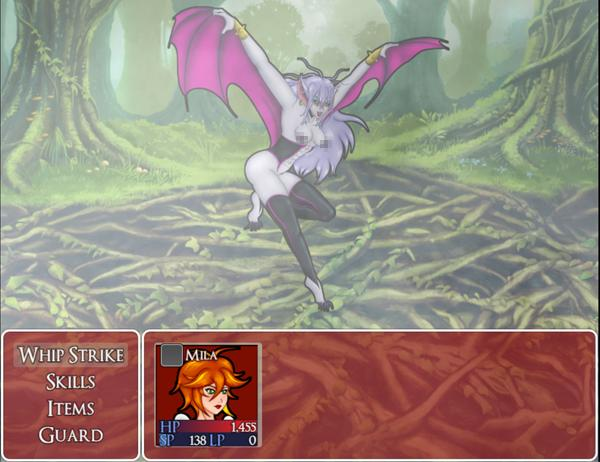 Whip Strike
Skills
Items
Guard
Mila
HP 1,455
SP 138 LP 0